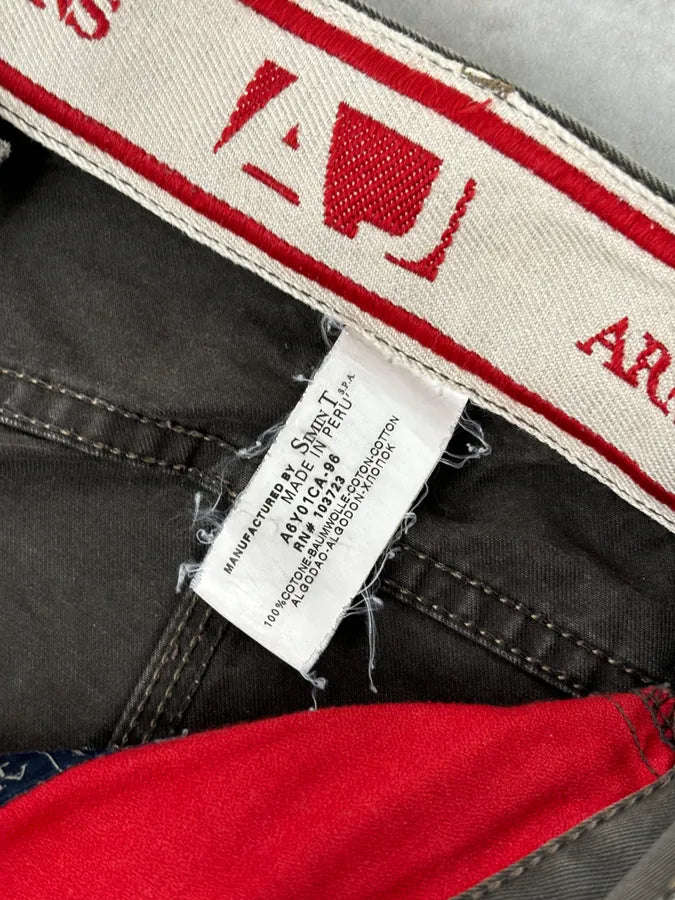 NS
AJ
AR
MANUFACTURED BY SIMINT S.P.A.
MADE IN PERU'
A6Y01CA-96
RN# 103723
100%COTONE-BAUMWOLLE-COTON-COTTON
ALGODAO-ALGODON-ХЛОПОК